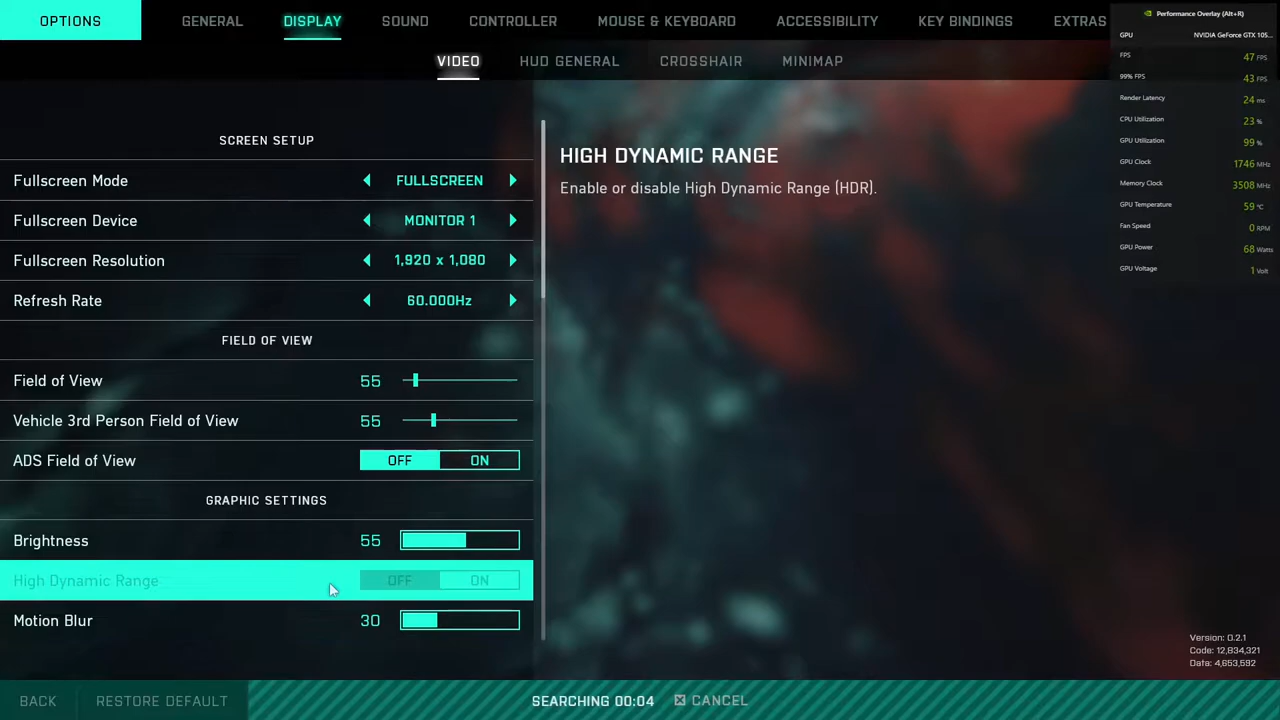 OPTIONS GENERAL DISPLAY SOUND CONTROLLER MOUSE & KEYBOARD ACCESSIBILITY KEY BINDINGS EXTRAS
VIDEO HUD GENERAL CROSSHAIR MINIMAP
Performance Overlay (Alt+R)
GPU NVIDIA GeForce GTX 105...
FPS 47 FPS
99% FPS 43 FPS
Render Latency 24 ms
CPU Utilization 23 %
GPU Utilization 99 %
GPU Clock 1746 MHz
Memory Clock 3508 MHz
GPU Temperature 59 °C
Fan Speed 0 RPM
GPU Power 68 Watts
GPU Voltage 1 Volt
SCREEN SETUP
Fullscreen Mode FULLSCREEN
Fullscreen Device MONITOR 1
Fullscreen Resolution 1,920 x 1,080
Refresh Rate 60.000Hz
FIELD OF VIEW
Field of View 55
Vehicle 3rd Person Field of View 55
ADS Field of View OFF ON
GRAPHIC SETTINGS
Brightness 55
High Dynamic Range OFF ON
Motion Blur 30
HIGH DYNAMIC RANGE
Enable or disable High Dynamic Range (HDR).
Version: 0.2.1
Code: 12,834,321
Data: 4,653,592
BACK RESTORE DEFAULT SEARCHING 00:04 CANCEL